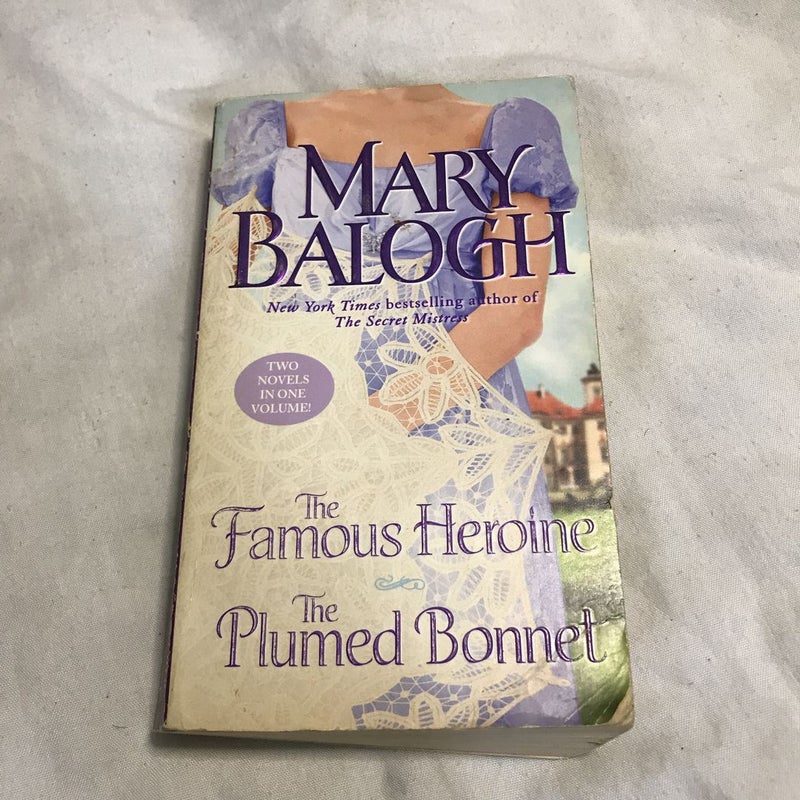 MARY
BALOGH
New York Times bestselling author of
The Secret Mistress
TWO
NOVELS
IN ONE
VOLUME!
The
Famous Heroine
The
Plumed Bonnet